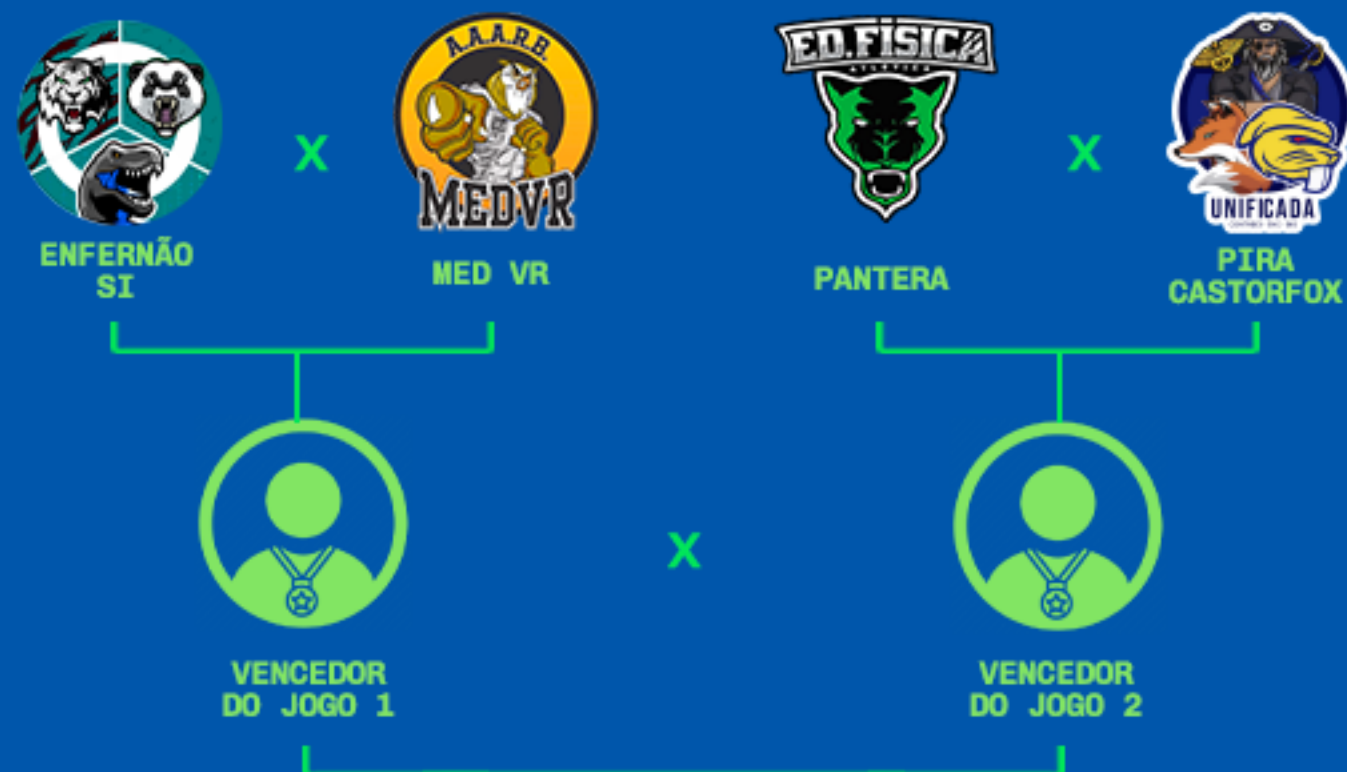 A.A.A.R.B.
MEDVR
ED.FÍSICA
ATLÉTICA
UNIFICADA
X
X
ENFERNÃO
SI
MED VR
PANTERA
PIRA
CASTORFOX
X
VENCEDOR
DO JOGO 1
VENCEDOR
DO JOGO 2